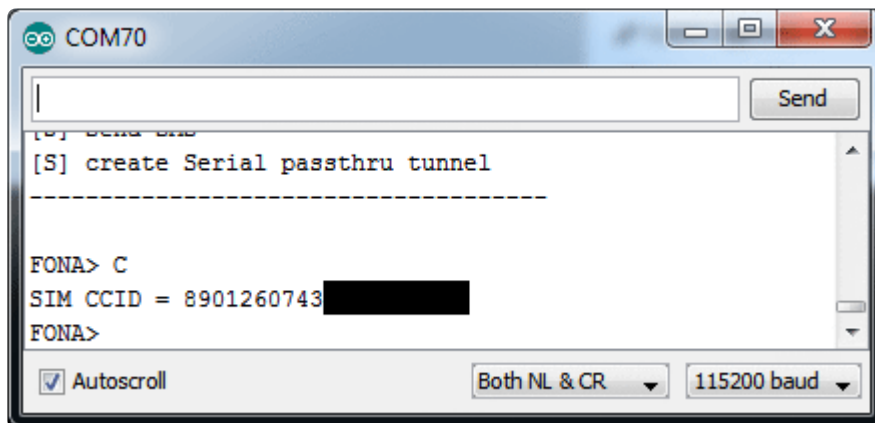 COM70
Send
[S] create Serial passthru tunnel
-------------------------------------
FONA> C
SIM CCID = 8901260743
FONA>
Autoscroll
Both NL & CR
115200 baud